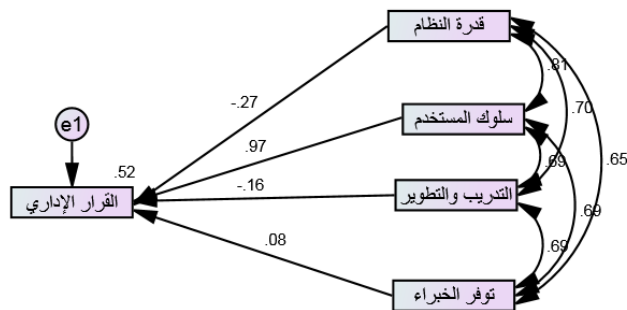 قدرة النظام
.81
-.27
.70
سلوك المستخدم
e1
.97
.52
.69
.65
-.16
التدريب والتطوير
القرار الإداري
.69
.08
.69
توفر الخبراء